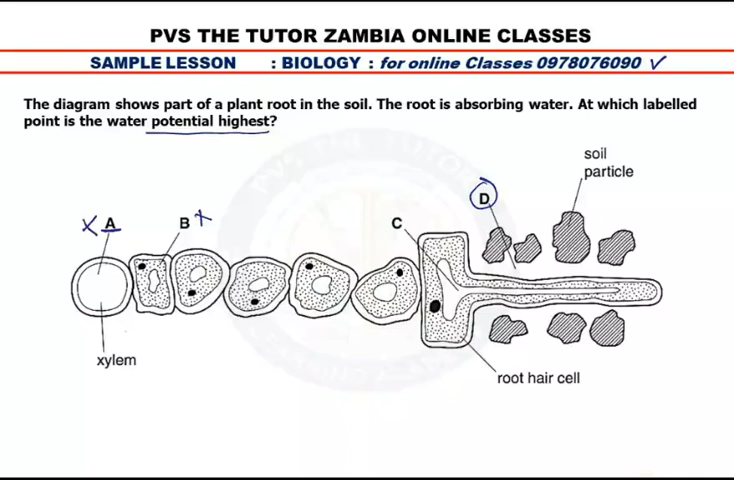 PVS THE TUTOR ZAMBIA ONLINE CLASSES
SAMPLE LESSON : BIOLOGY : for online Classes 0978076090 ✓
The diagram shows part of a plant root in the soil. The root is absorbing water. At which labelled
point is the water potential highest?
soil
particle
X A
B X
C
D
xylem
root hair cell